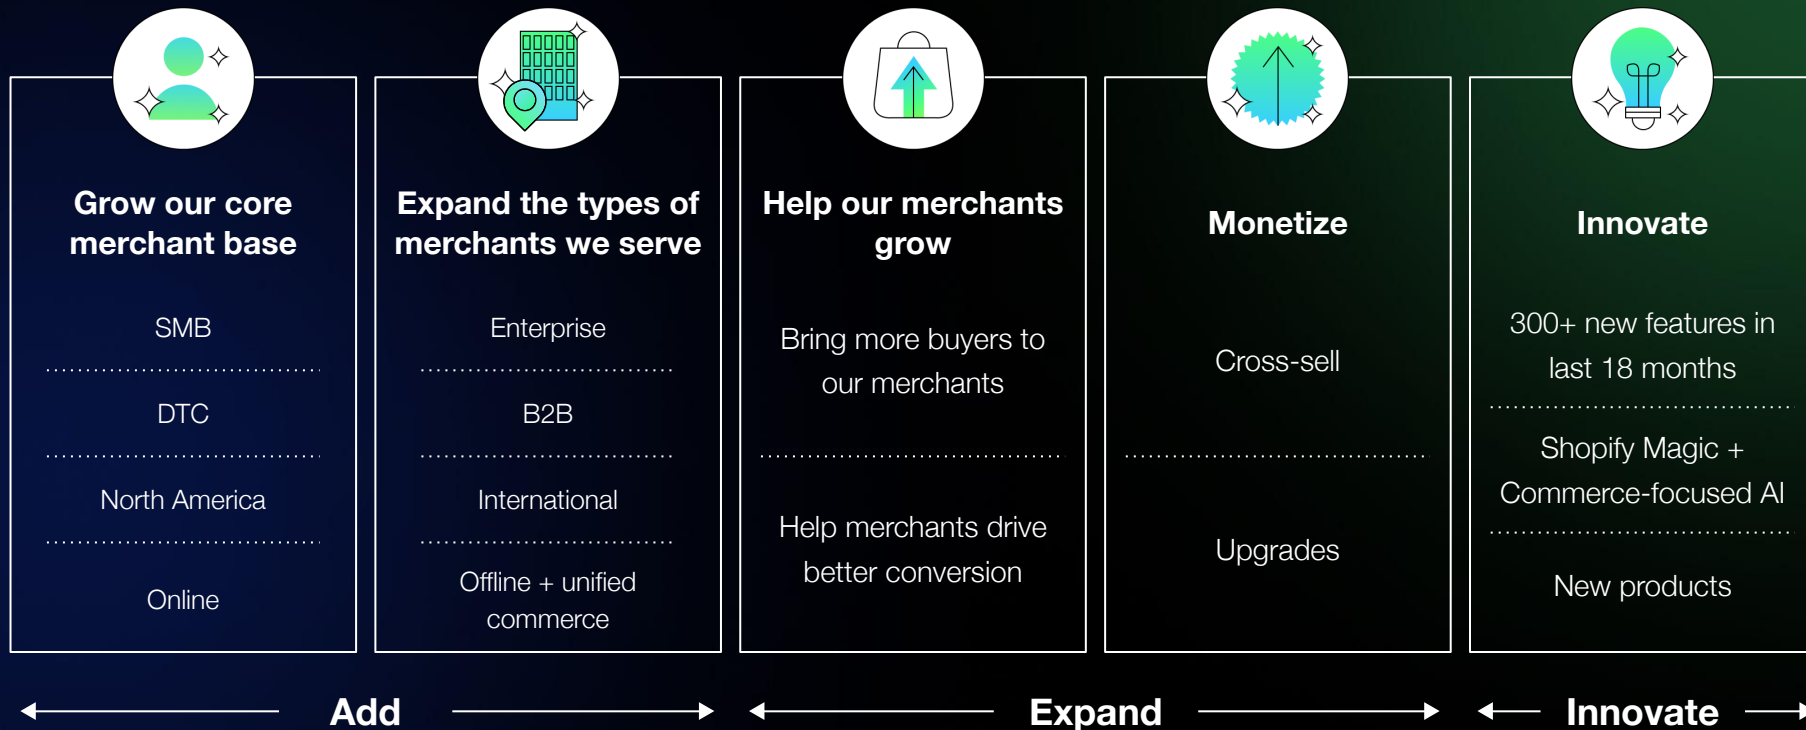 Grow our core
merchant base
SMB
DTC
North America
Online
Expand the types of
merchants we serve
Enterprise
B2B
International
Offline + unified
commerce
Help our merchants
grow
Bring more buyers to
our merchants
Help merchants drive
better conversion
Monetize
Cross-sell
Upgrades
Innovate
300+ new features in
last 18 months
Shopify Magic +
Commerce-focused AI
New products
Add
Expand
Innovate